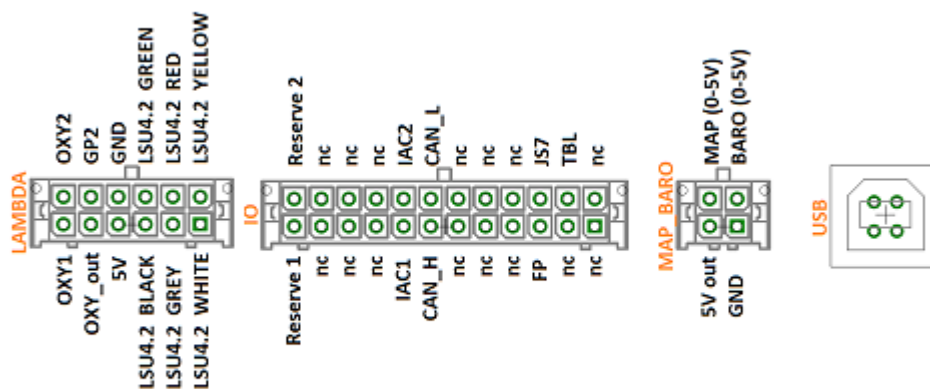 LAMBDA
OXY2
GP2
GND
LSU4.2 GREEN
LSU4.2 RED
LSU4.2 YELLOW
OXY1
OXY_out
5V
LSU4.2 BLACK
LSU4.2 GREY
LSU4.2 WHITE
IO
Reserve 2
nc
nc
nc
IAC2
CAN_L
nc
nc
nc
JS7
TBL
nc
Reserve 1
nc
nc
nc
IAC1
CAN_H
nc
nc
nc
FP
nc
nc
MAP_BARO
MAP (0-5V)
BARO (0-5V)
5V out
GND
USB